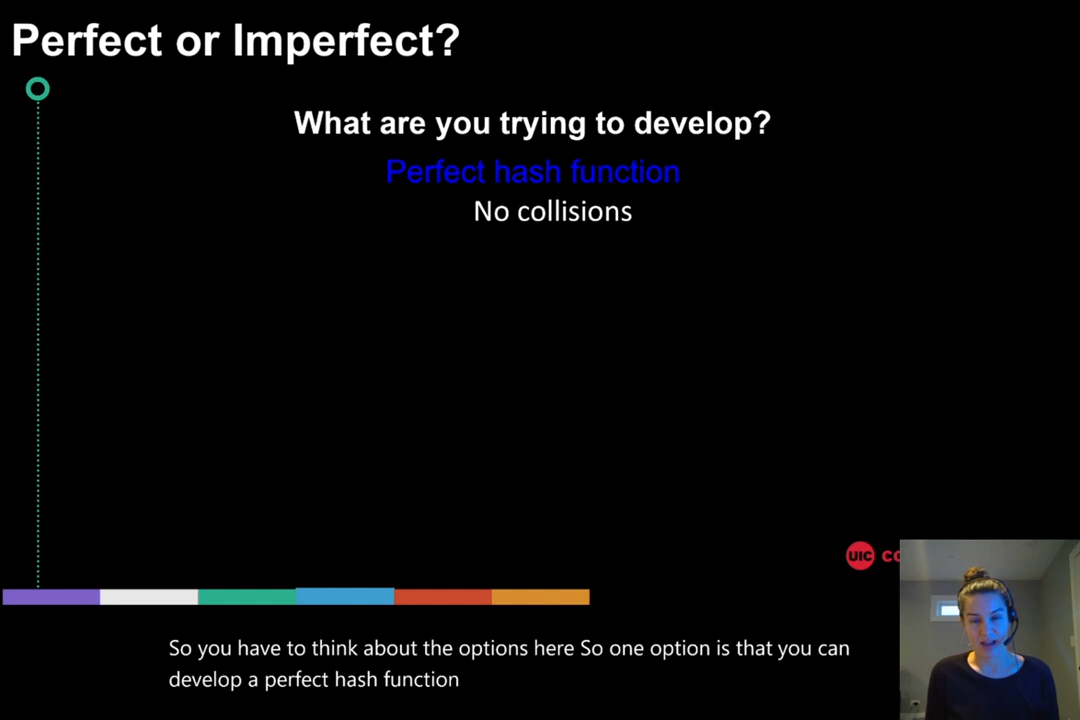 Perfect or Imperfect?
What are you trying to develop?
Perfect hash function
No collisions
UIC
So you have to think about the options here So one option is that you can
develop a perfect hash function